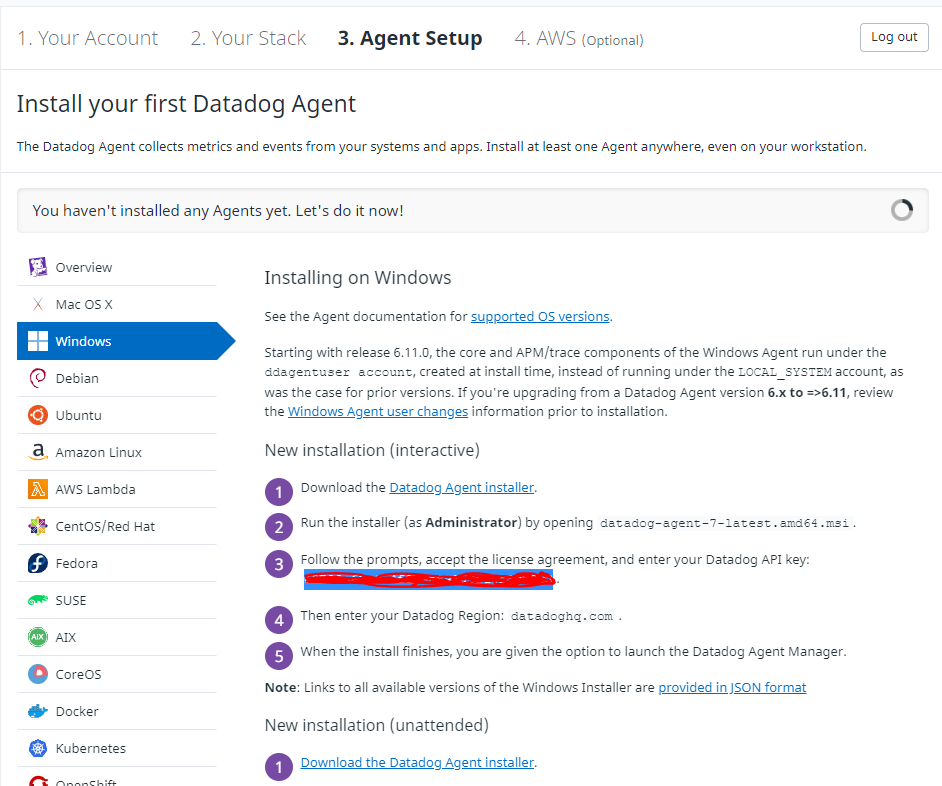 1. Your Account 2. Your Stack 3. Agent Setup 4. AWS (Optional) Log out
Install your first Datadog Agent
The Datadog Agent collects metrics and events from your systems and apps. Install at least one Agent anywhere, even on your workstation.
You haven't installed any Agents yet. Let's do it now!
Overview
Mac OS X
Windows
Debian
Ubuntu
Amazon Linux
AWS Lambda
CentOS/Red Hat
Fedora
SUSE
AIX
CoreOS
Docker
Kubernetes
OpenShift
Installing on Windows
See the Agent documentation for supported OS versions.
Starting with release 6.11.0, the core and APM/trace components of the Windows Agent run under the
ddagentuser account, created at install time, instead of running under the LOCAL_SYSTEM account, as
was the case for prior versions. If you're upgrading from a Datadog Agent version 6.x to =>6.11, review
the Windows Agent user changes information prior to installation.
New installation (interactive)
1 Download the Datadog Agent installer.
2 Run the installer (as Administrator) by opening datadog-agent-7-latest.amd64.msi.
3 Follow the prompts, accept the license agreement, and enter your Datadog API key:
.
4 Then enter your Datadog Region: datadoghq.com .
5 When the install finishes, you are given the option to launch the Datadog Agent Manager.
Note: Links to all available versions of the Windows Installer are provided in JSON format
New installation (unattended)
1 Download the Datadog Agent installer.